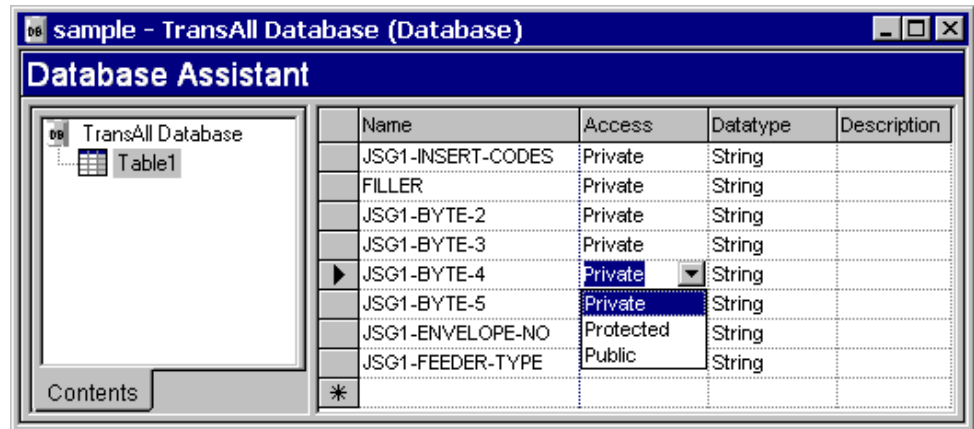 sample - TransAll Database (Database)
Database Assistant
TransAll Database
Table1
Contents
Name Access Datatype Description
JSG1-INSERT-CODES Private String
FILLER Private String
JSG1-BYTE-2 Private String
JSG1-BYTE-3 Private String
JSG1-BYTE-4 Private String
JSG1-BYTE-5 Private String
JSG1-ENVELOPE-NO Protected String
JSG1-FEEDER-TYPE Public String
*